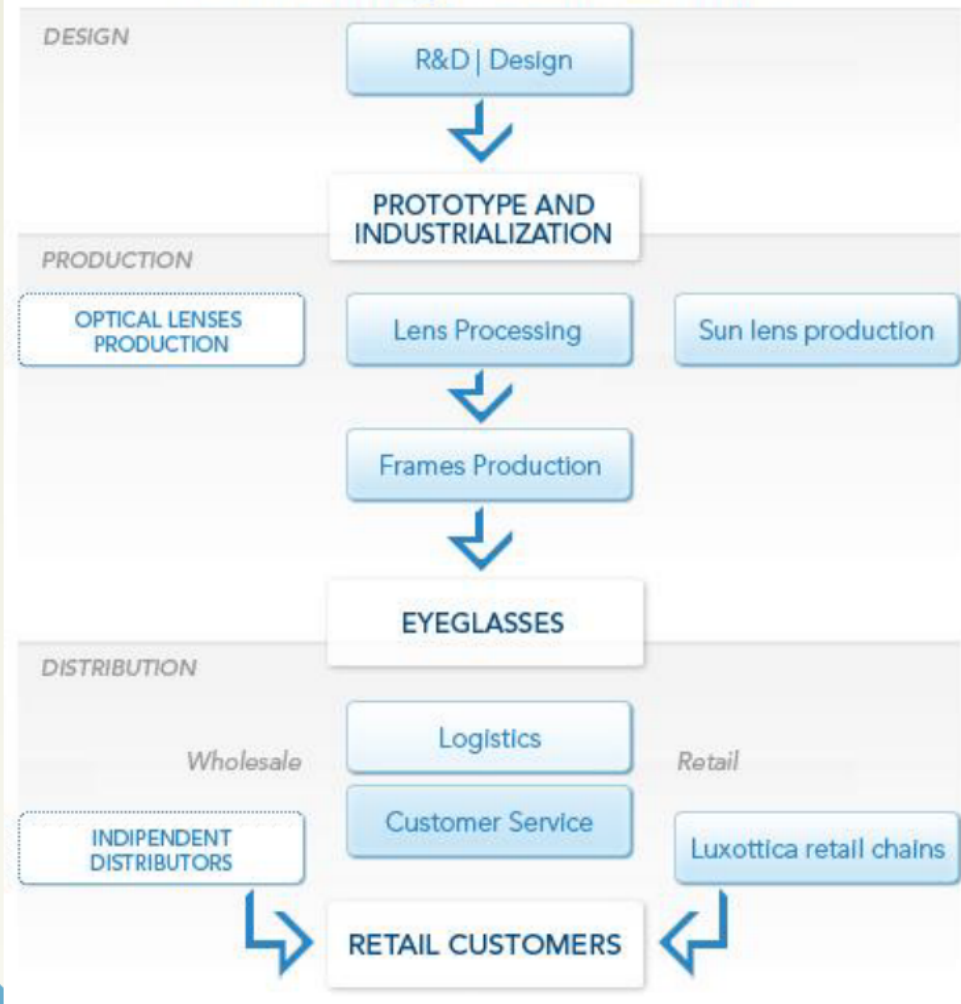 DESIGN
R&D | Design
PROTOTYPE AND
INDUSTRIALIZATION
PRODUCTION
OPTICAL LENSES
PRODUCTION
Lens Processing
Sun lens production
Frames Production
EYEGLASSES
DISTRIBUTION
Logistics
Wholesale
Retail
Customer Service
INDIPENDENT
DISTRIBUTORS
Luxottica retail chains
RETAIL CUSTOMERS